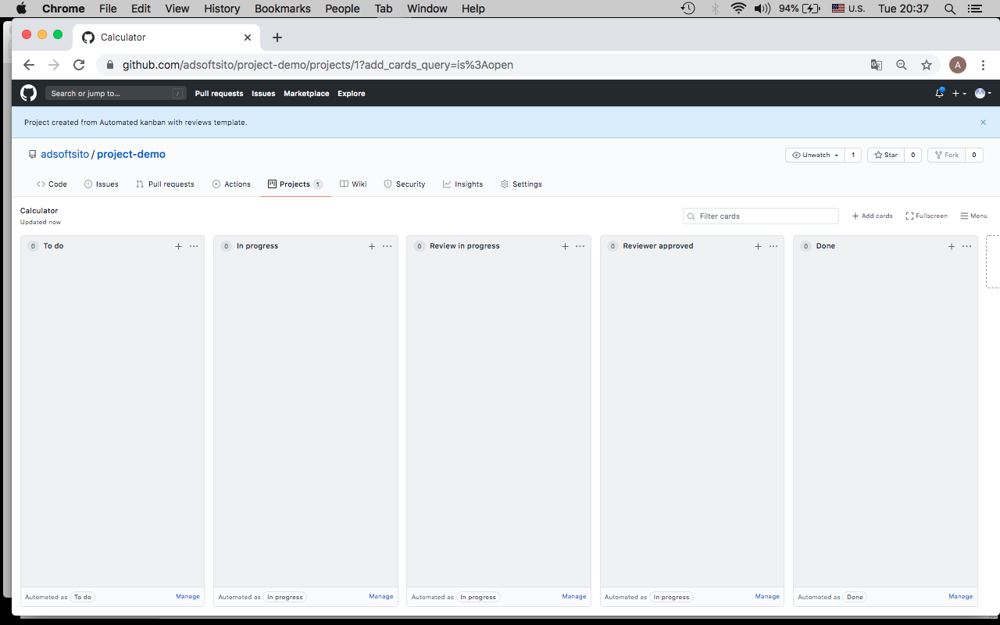 Chrome File Edit View History Bookmarks People Tab Window Help 94% U.S. Tue 20:37
Calculator
github.com/adsoftsito/project-demo/projects/1?add_cards_query=is%3Aopen A
Search or jump to... / Pull requests Issues Marketplace Explore
Project created from Automated kanban with reviews template.
adsoftsito / project-demo Unwatch 1 Star 0 Fork 0
Code Issues Pull requests Actions Projects 1 Wiki Security Insights Settings
Calculator
Updated now
Filter cards Add cards Fullscreen Menu
0 To do 0 In progress 0 Review in progress 0 Reviewer approved 0 Done
Automated as To do Manage Automated as In progress Manage Automated as In progress Manage Automated as In progress Manage Automated as Done Manage